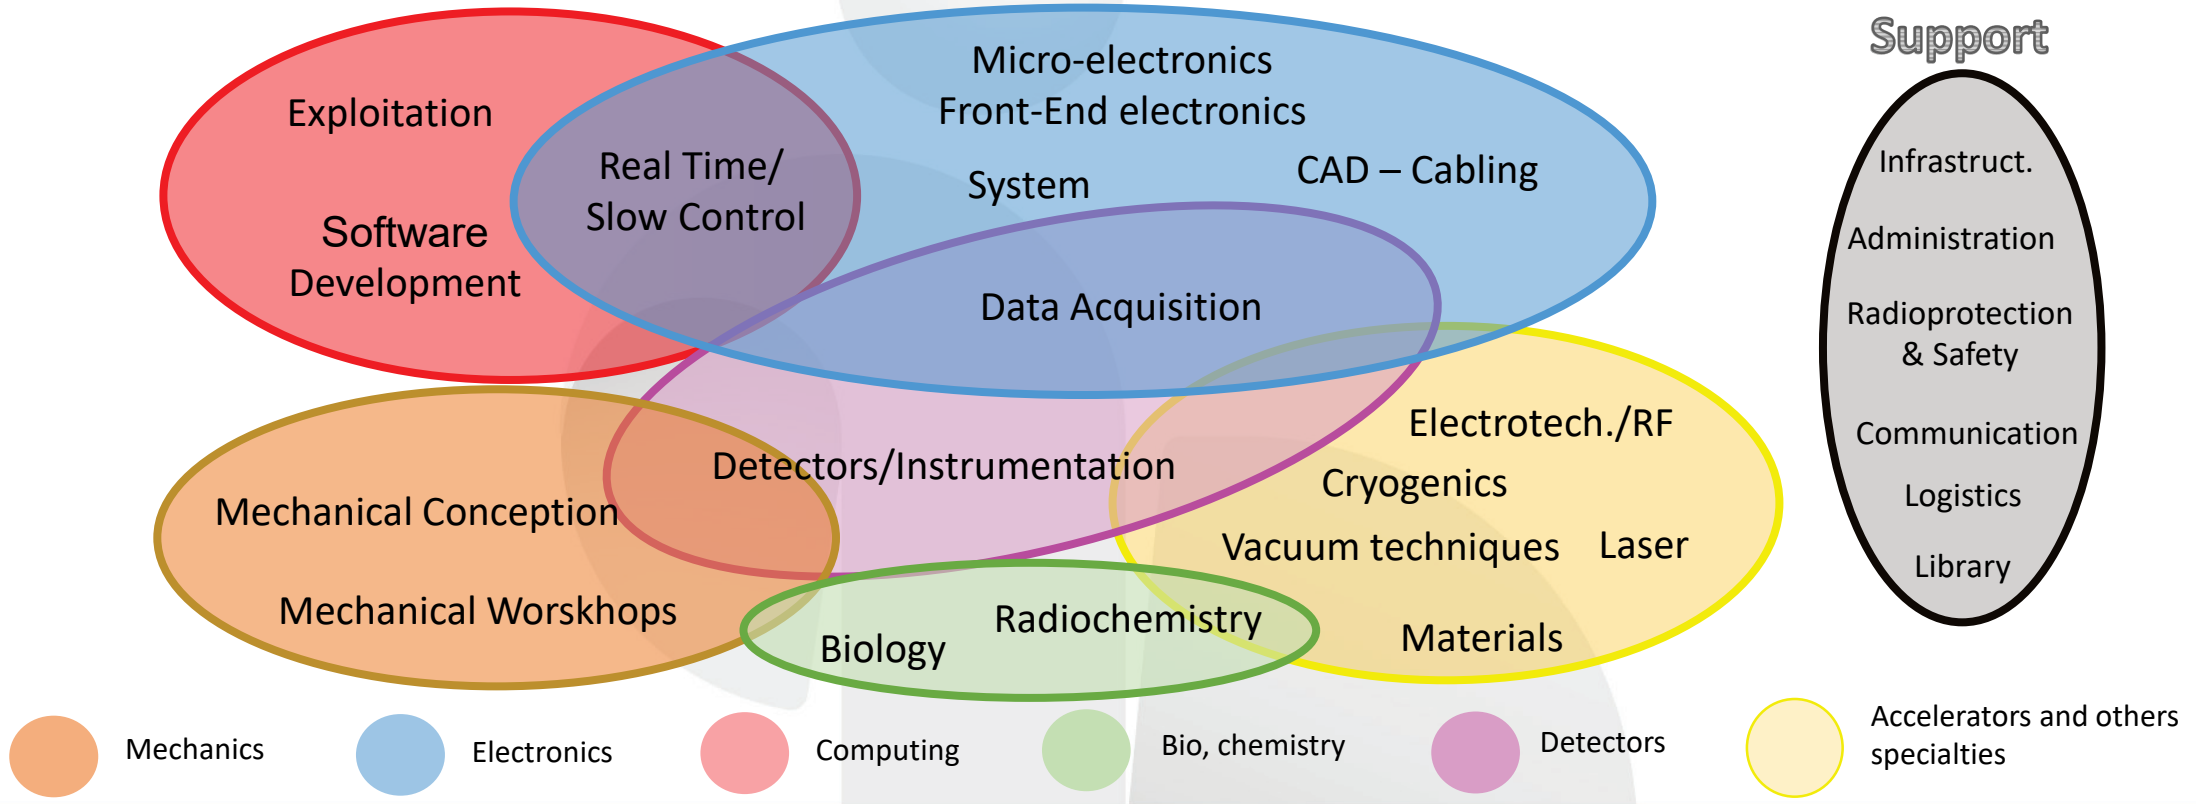 Support
Micro-electronics
Front-End electronics
Exploitation
Real Time/
Slow Control
System
CAD – Cabling
Software
Development
Data Acquisition
Detectors/Instrumentation
Mechanical Conception
Mechanical Worskhops
Electrotech./RF
Cryogenics
Vacuum techniques
Laser
Materials
Radiochemistry
Biology
Infrastruct.
Administration
Radioprotection
& Safety
Communication
Logistics
Library
Mechanics
Electronics
Computing
Bio, chemistry
Detectors
Accelerators and others
specialties